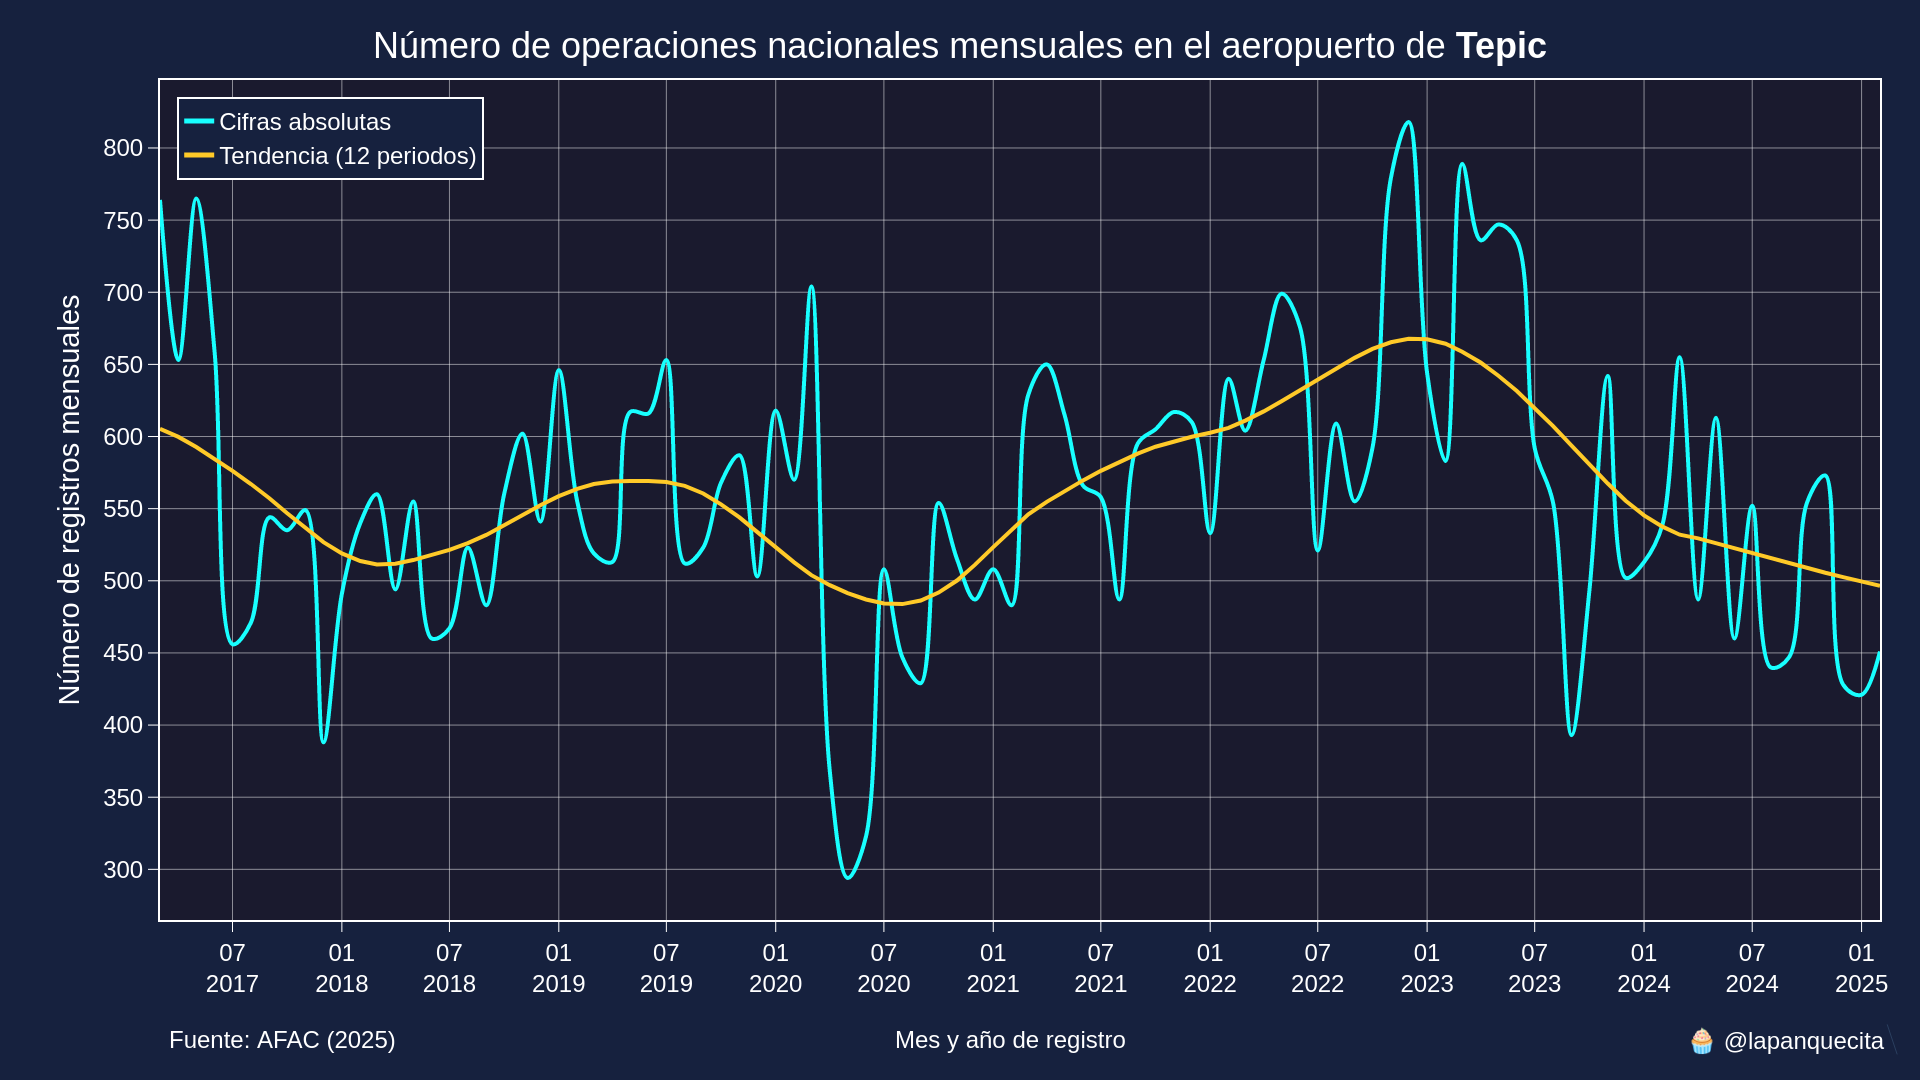 Número de operaciones nacionales mensuales en el aeropuerto de Tepic
Cifras absolutas
Tendencia (12 periodos)
Número de registros mensuales
800
750
700
650
600
550
500
450
400
350
300
07 01 07 01 07 01 07 01 07 01 07 01 07 01 07 01
2017 2018 2018 2019 2019 2020 2020 2021 2021 2022 2022 2023 2023 2024 2024 2025
Fuente: AFAC (2025) Mes y año de registro 🧁 @lapanquecita